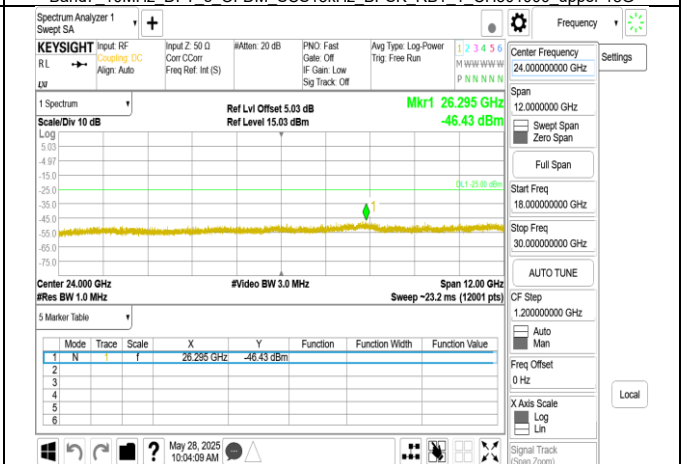 Spectrum Analyzer 1
Swept SA
Frequency
Settings
KEYSIGHT
RL
LXI
Input: RF
Coupling: DC
Align: Auto
Input Z: 50 Ω
Corr CCorr
Freq Ref: Int (S)
#Atten: 20 dB
PNO: Fast
Gate: Off
IF Gain: Low
Sig Track: Off
Avg Type: Log-Power
Trig: Free Run
1 2 3 4 5 6
M W W W W W
P N N N N N
1 Spectrum
Scale/Div 10 dB
Ref Lvl Offset 5.03 dB
Ref Level 15.03 dBm
Mkr1 26.295 GHz
-46.43 dBm
Log
5.03
-4.97
-15.0
-25.0
-35.0
-45.0
-55.0
-65.0
-75.0
DL1 -25.00 dBm
1
Center 24.000 GHz
#Res BW 1.0 MHz
#Video BW 3.0 MHz
Span 12.00 GHz
Sweep ~23.2 ms (12001 pts)
5 Marker Table
Mode Trace Scale X Y Function Function Width Function Value
1 N 1 f 26.295 GHz -46.43 dBm
2
3
4
5
6
May 28, 2025
10:04:09 AM
Center Frequency
24.000000000 GHz
Span
12.0000000 GHz
Swept Span
Zero Span
Full Span
Start Freq
18.000000000 GHz
Stop Freq
30.000000000 GHz
AUTO TUNE
CF Step
1.200000000 GHz
Auto
Man
Freq Offset
0 Hz
X Axis Scale
Log
Lin
Signal Track
(Span Zoom)
Local